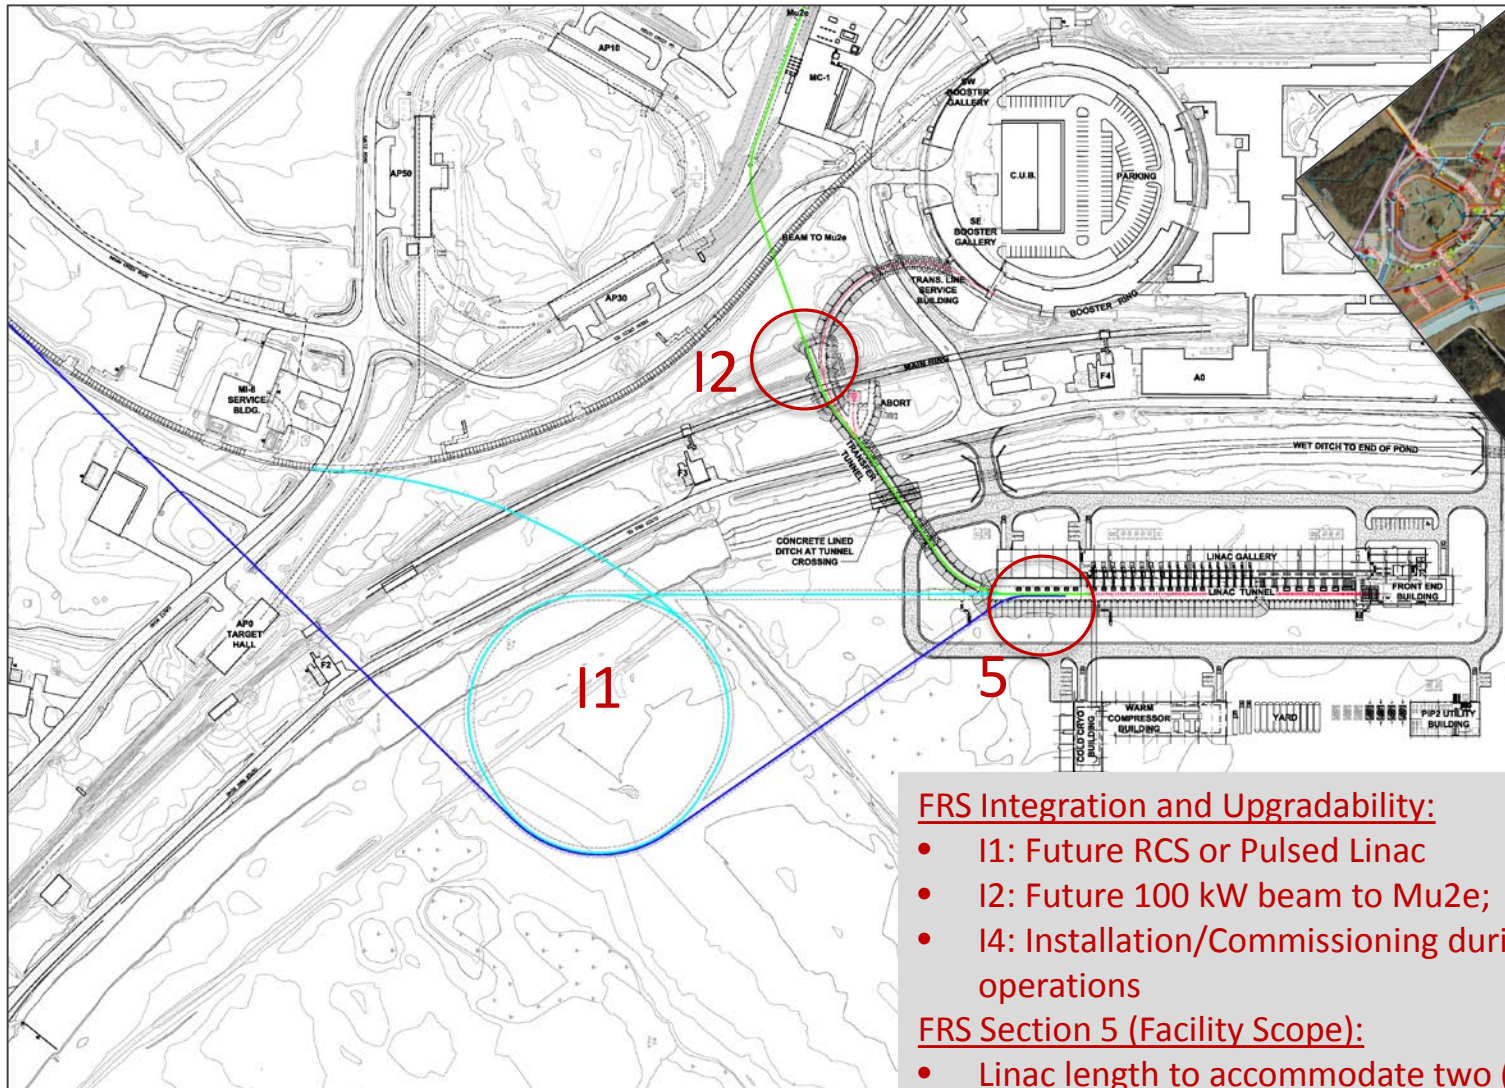 Mu2e
AP10
MC-1
SW
BOOSTER
GALLERY
AP50
C.U.B.
PARKING
SE
BOOSTER
GALLERY
BEAM TO Mu2e
TRANS. LINE
SERVICE
BUILDING
AP30
BOOSTER RING
I2
MAIN RING
F4
A0
MI-8
SERVICE
BLDG.
ABORT
TRANSFER
TUNNEL
WET DITCH TO END OF POND
F3
CONCRETE LINED
DITCH AT TUNNEL
CROSSING
LINAC GALLERY
LINAC TUNNEL
FRONT END
BUILDING
AP0
TARGET
HALL
F2
I1
5
COLD CRYO
BUILDING
WARM
COMPRESSOR
BUILDING
YARD
PIP2 UTILITY
BUILDING
FRS Integration and Upgradability:
• I1: Future RCS or Pulsed Linac
• I2: Future 100 kW beam to Mu2e;
• I4: Installation/Commissioning duri
operations
FRS Section 5 (Facility Scope):
• Linac length to accommodate two